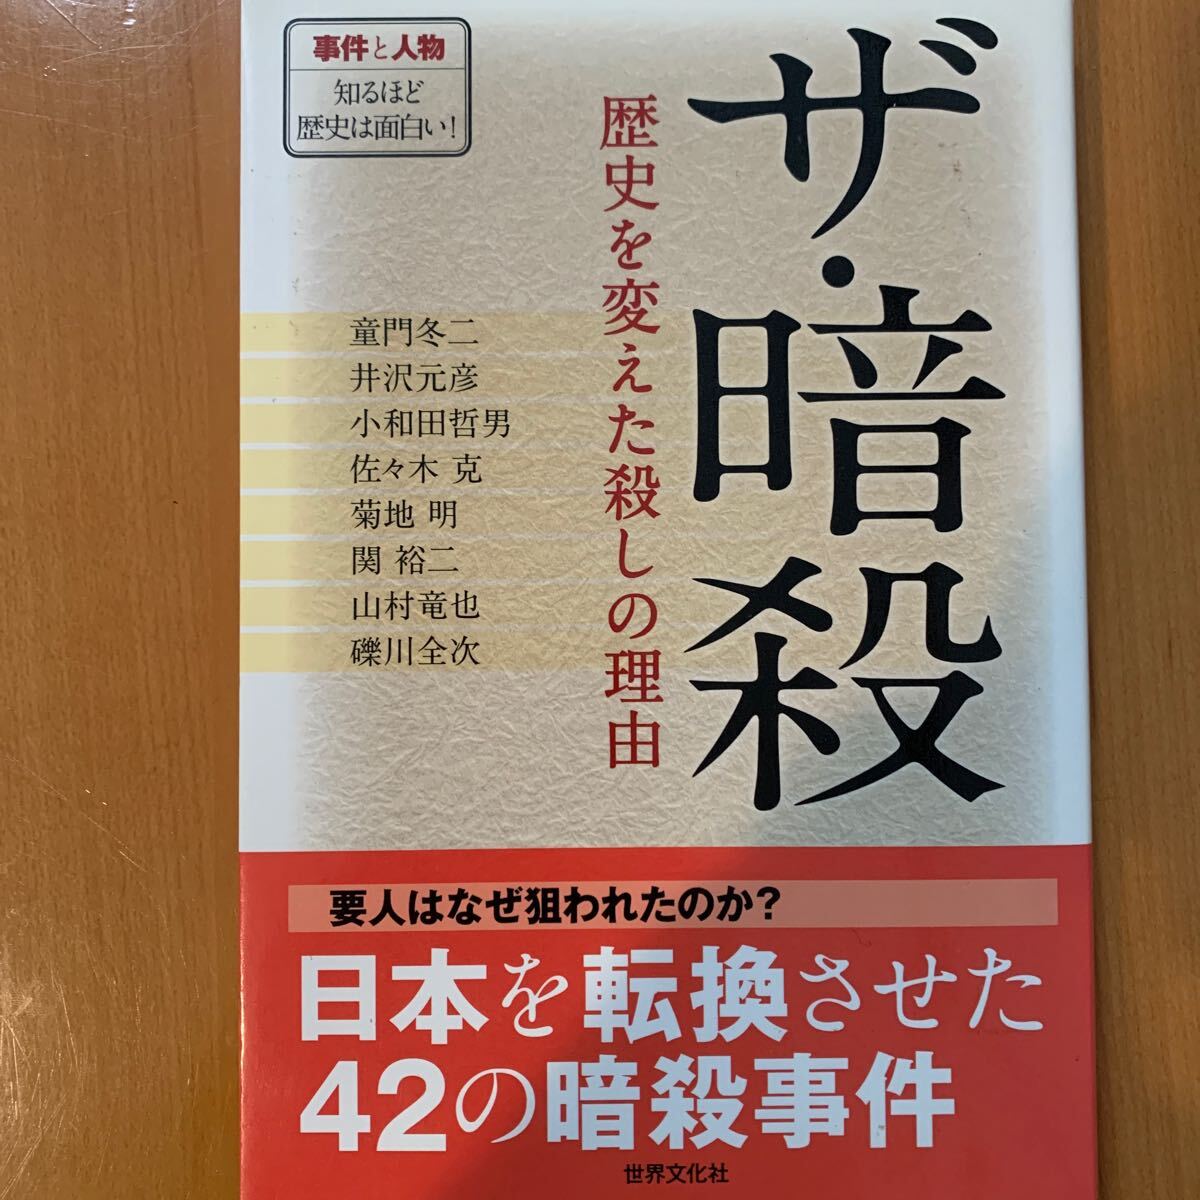 事件と人物
知るほど
歴史は面白い!
ザ・暗殺
歴史を変えた殺しの理由
童門冬二
井沢元彦
小和田哲男
佐々木 克
菊地 明
関 裕二
山村竜也
礫川全次
要人はなぜ狙われたのか?
日本を転換させた
42の暗殺事件
世界文化社